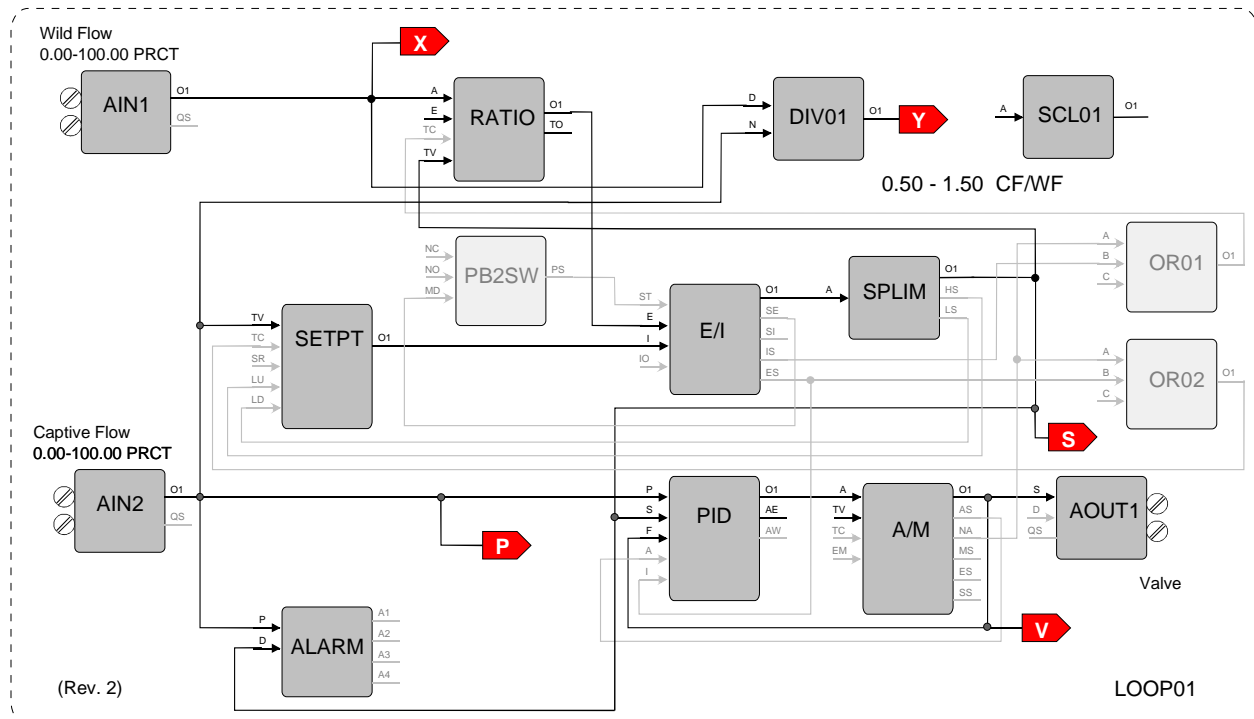 Wild Flow
0.00-100.00 PRCT
X
AIN1
O1
QS
A
E
TC
TV
RATIO
O1
TO
D
N
DIV01
O1
Y
A
SCL01
O1
0.50 - 1.50 CF/WF
NC
NO
MD
PB2SW
PS
TV
TC
SR
LU
LD
SETPT
O1
ST
E
I
IO
E/I
O1
SE
SI
IS
ES
A
SPLIM
O1
HS
LS
A
B
C
OR01
O1
A
B
C
OR02
O1
S
Captive Flow
0.00-100.00 PRCT
AIN2
O1
QS
P
P
S
F
A
I
PID
O1
AE
AW
A
TV
TC
EM
A/M
O1
AS
NA
MS
ES
SS
S
D
QS
AOUT1
Valve
V
P
D
ALARM
A1
A2
A3
A4
(Rev. 2)
LOOP01